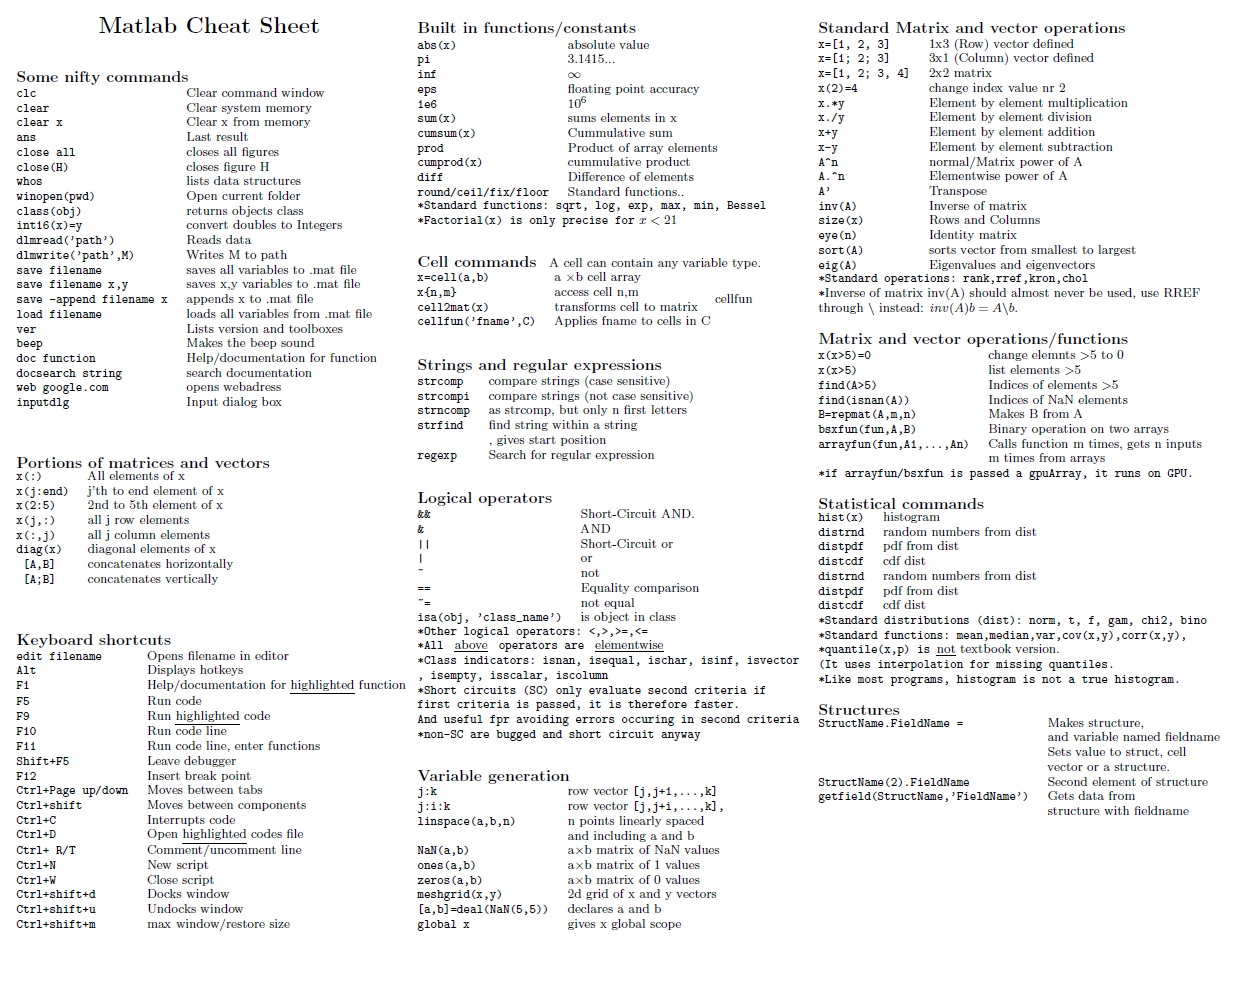 Matlab Cheat Sheet
Some nifty commands
clc Clear command window
clear Clear system memory
clear x Clear x from memory
ans Last result
close all closes all figures
close(H) closes figure H
whos lists data structures
winopen(pwd) Open current folder
class(obj) returns objects class
int16(x)=y convert doubles to Integers
dlmread('path') Reads data
dlmwrite('path',M) Writes M to path
save filename saves all variables to .mat file
save filename x,y saves x,y variables to .mat file
save -append filename x appends x to .mat file
load filename loads all variables from .mat file
ver Lists version and toolboxes
beep Makes the beep sound
doc function Help/documentation for function
docsearch string search documentation
web google.com opens webadress
inputdlg Input dialog box
Portions of matrices and vectors
x(:) All elements of x
x(j:end) j'th to end element of x
x(2:5) 2nd to 5th element of x
x(j,:) all j row elements
x(:,j) all j column elements
diag(x) diagonal elements of x
[A,B] concatenates horizontally
[A;B] concatenates vertically
Keyboard shortcuts
edit filename Opens filename in editor
Alt Displays hotkeys
F1 Help/documentation for highlighted function
F5 Run code
F9 Run highlighted code
F10 Run code line
F11 Run code line, enter functions
Shift+F5 Leave debugger
F12 Insert break point
Ctrl+Page up/down Moves between tabs
Ctrl+shift Moves between components
Ctrl+C Interrupts code
Ctrl+D Open highlighted codes file
Ctrl+ R/T Comment/uncomment line
Ctrl+N New script
Ctrl+W Close script
Ctrl+shift+d Docks window
Ctrl+shift+u Undocks window
Ctrl+shift+m max window/restore size
Built in functions/constants
abs(x) absolute value
pi 3.1415...
inf ∞
eps floating point accuracy
1e6 10^6
sum(x) sums elements in x
cumsum(x) Cummulative sum
prod Product of array elements
cumprod(x) cummulative product
diff Difference of elements
round/ceil/fix/floor Standard functions..
*Standard functions: sqrt, log, exp, max, min, Bessel
*Factorial(x) is only precise for x < 21
Cell commands A cell can contain any variable type.
x=cell(a,b) a ×b cell array
x{n,m} access cell n,m
cell2mat(x) transforms cell to matrix cellfun
cellfun('fname',C) Applies fname to cells in C
Strings and regular expressions
strcomp compare strings (case sensitive)
strcompi compare strings (not case sensitive)
strncomp as strcomp, but only n first letters
strfind find string within a string
, gives start position
regexp Search for regular expression
Logical operators
&& Short-Circuit AND.
& AND
|| Short-Circuit or
| or
~ not
== Equality comparison
~= not equal
isa(obj, 'class_name') is object in class
*Other logical operators: <,>,>=,<=
*All above operators are elementwise
*Class indicators: isnan, isequal, ischar, isinf, isvector
, isempty, isscalar, iscolumn
*Short circuits (SC) only evaluate second criteria if
first criteria is passed, it is therefore faster.
And useful fpr avoiding errors occuring in second criteria
*non-SC are bugged and short circuit anyway
Variable generation
j:k row vector [j,j+1,...,k]
j:i:k row vector [j,j+i,...,k],
linspace(a,b,n) n points linearly spaced
and including a and b
NaN(a,b) a×b matrix of NaN values
ones(a,b) a×b matrix of 1 values
zeros(a,b) a×b matrix of 0 values
meshgrid(x,y) 2d grid of x and y vectors
[a,b]=deal(NaN(5,5)) declares a and b
global x gives x global scope
Standard Matrix and vector operations
x=[1, 2, 3] 1x3 (Row) vector defined
x=[1; 2; 3] 3x1 (Column) vector defined
x=[1, 2; 3, 4] 2x2 matrix
x(2)=4 change index value nr 2
x.*y Element by element multiplication
x./y Element by element division
x+y Element by element addition
x-y Element by element subtraction
A^n normal/Matrix power of A
A.^n Elementwise power of A
A' Transpose
inv(A) Inverse of matrix
size(x) Rows and Columns
eye(n) Identity matrix
sort(A) sorts vector from smallest to largest
eig(A) Eigenvalues and eigenvectors
*Standard operations: rank,rref,kron,chol
*Inverse of matrix inv(A) should almost never be used, use RREF
through \ instead: inv(A)b = A\b.
Matrix and vector operations/functions
x(x>5)=0 change elemnts >5 to 0
x(x>5) list elements >5
find(A>5) Indices of elements >5
find(isnan(A)) Indices of NaN elements
B=repmat(A,m,n) Makes B from A
bsxfun(fun,A,B) Binary operation on two arrays
arrayfun(fun,A1,...,An) Calls function m times, gets n inputs
m times from arrays
*if arrayfun/bsxfun is passed a gpuArray, it runs on GPU.
Statistical commands
hist(x) histogram
distrnd random numbers from dist
distpdf pdf from dist
distcdf cdf dist
distrnd random numbers from dist
distpdf pdf from dist
distcdf cdf dist
*Standard distributions (dist): norm, t, f, gam, chi2, bino
*Standard functions: mean,median,var,cov(x,y),corr(x,y),
*quantile(x,p) is not textbook version.
(It uses interpolation for missing quantiles.
*Like most programs, histogram is not a true histogram.
Structures
StructName.FieldName = Makes structure,
and variable named fieldname
Sets value to struct, cell
vector or a structure.
StructName(2).FieldName Second element of structure
getfield(StructName,'FieldName') Gets data from
structure with fieldname